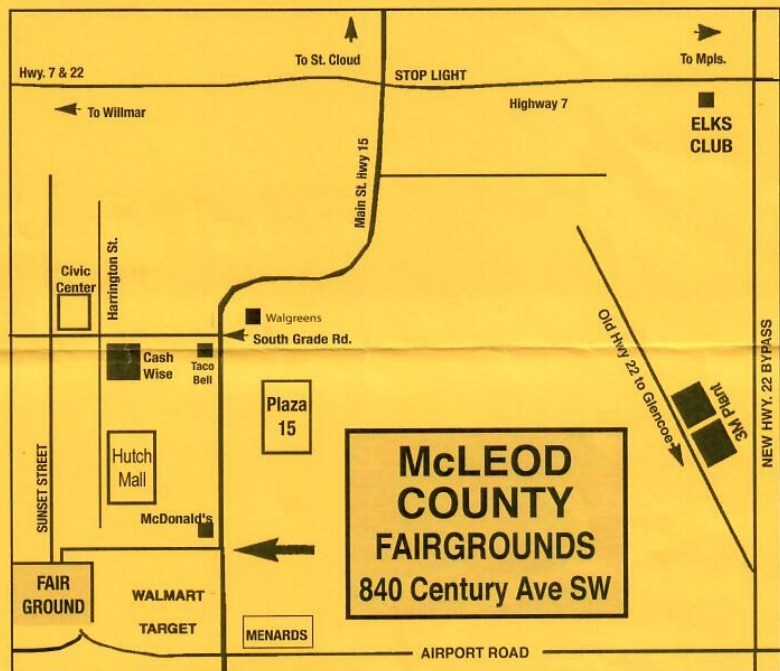 To St. Cloud
To Mpls.
Hwy. 7 & 22
STOP LIGHT
To Willmar
Highway 7
ELKS
CLUB
Main St. Hwy 15
Harrington St.
Civic
Center
Walgreens
South Grade Rd.
Cash
Wise
Taco
Bell
Old Hwy 22 to Glencoe
NEW HWY. 22 BYPASS
3M Plant
Plaza
15
Hutch
Mall
SUNSET STREET
McDonald's
McLEOD
COUNTY
FAIRGROUNDS
840 Century Ave SW
FAIR
GROUND
WALMART
TARGET
MENARDS
AIRPORT ROAD